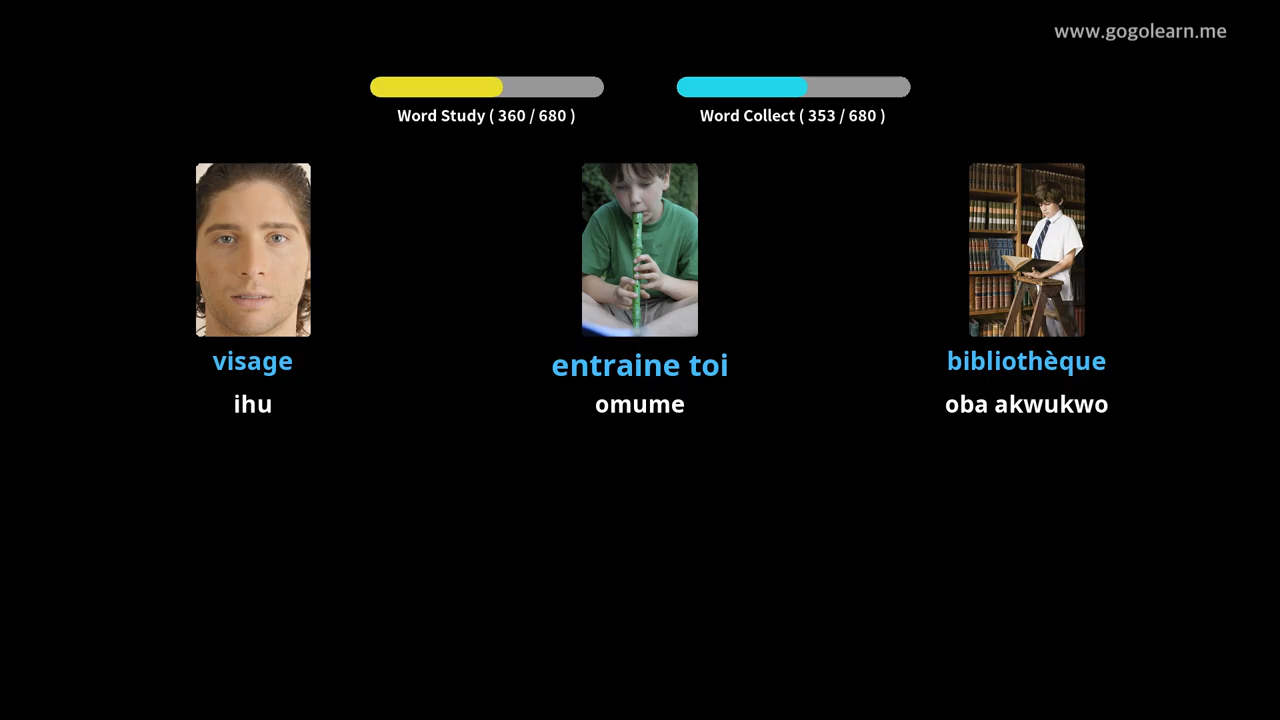 www.gogolearn.me
Word Study ( 360 / 680 )
Word Collect ( 353 / 680 )
visage
entraine toi
bibliothèque
ihu
omume
oba akwukwo